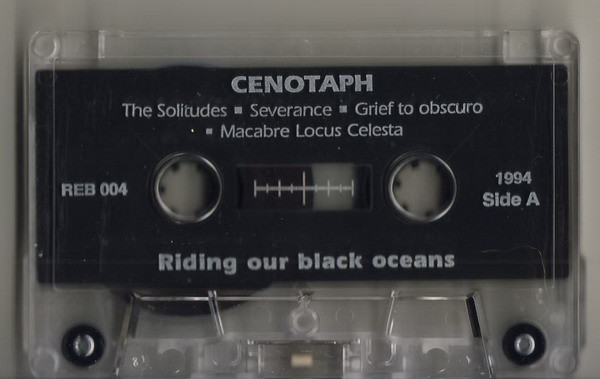 CENOTAPH
The Solitudes ▪ Severance ▪ Grief to obscuro
▪ Macabre Locus Celesta
REB 004
1994
Side A
Riding our black oceans